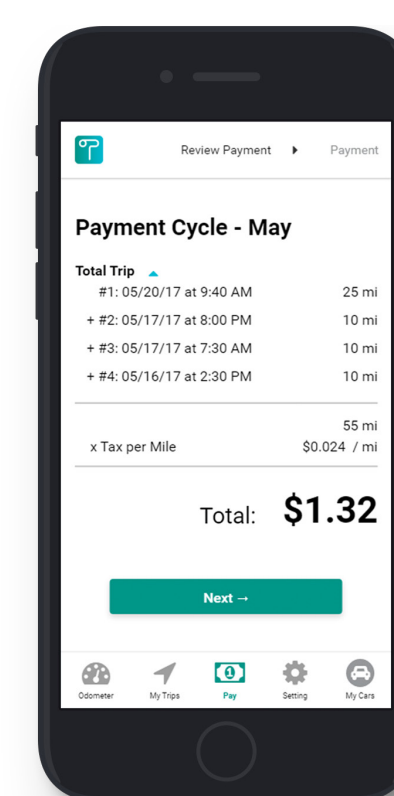 Review Payment ▸ Payment
Payment Cycle - May
Total Trip
#1: 05/20/17 at 9:40 AM 25 mi
+ #2: 05/17/17 at 8:00 PM 10 mi
+ #3: 05/17/17 at 7:30 AM 10 mi
+ #4: 05/16/17 at 2:30 PM 10 mi
55 mi
x Tax per Mile $0.024 / mi
Total: $1.32
Next →
1
Odometer My Trips Pay Setting My Cars